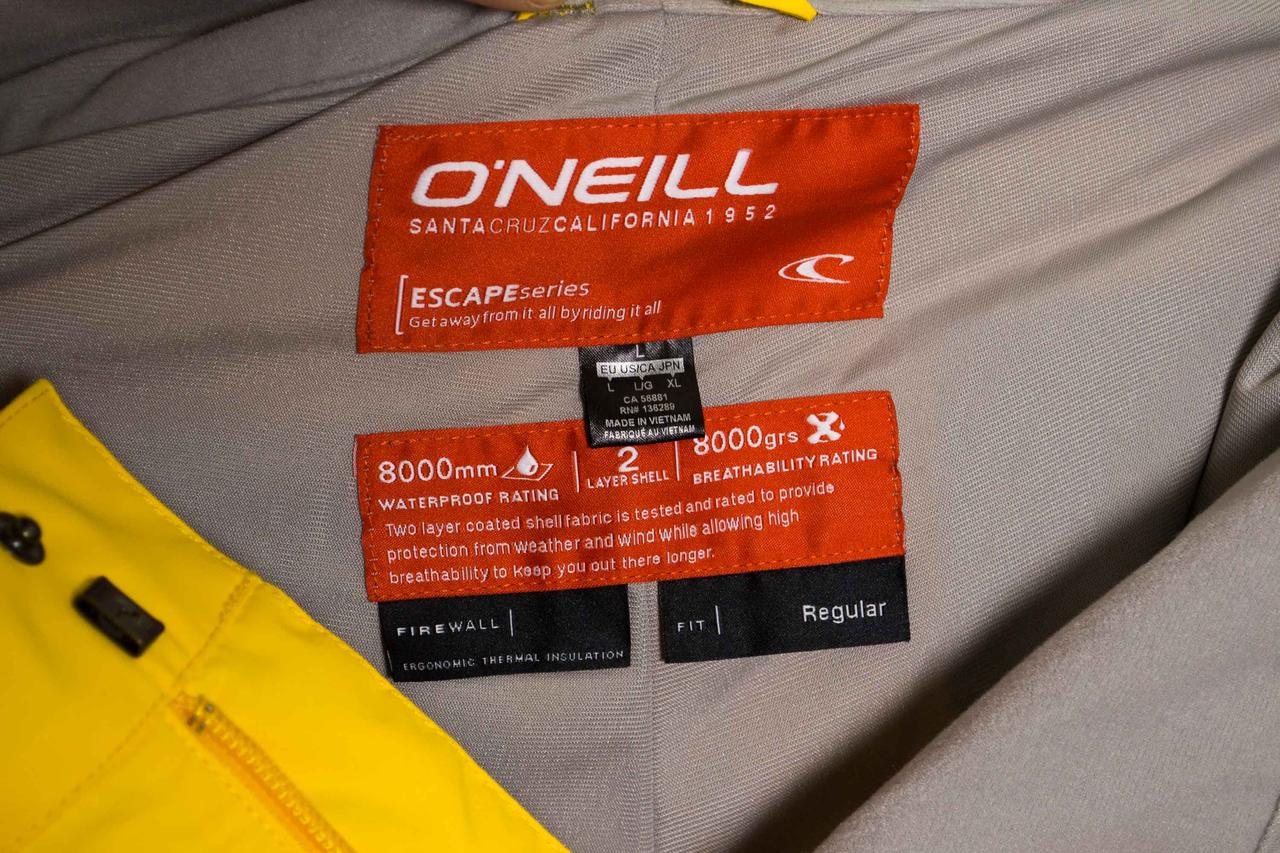 O'NEILL
SANTACRUZCALIFORNIA 1952
ESCAPEseries
Get away from it all by riding it all
L
EU US/CA JPN
L L/G XL
CA 56881
RN# 136289
MADE IN VIETNAM
FABRIQUÉ AU VIETNAM
8000mm
WATERPROOF RATING
2
LAYER SHELL
8000grs
BREATHABILITY RATING
Two layer coated shell fabric is tested and rated to provide
protection from weather and wind while allowing high
breathability to keep you out there longer.
FIREWALL
ERGONOMIC THERMAL INSULATION
FIT
Regular